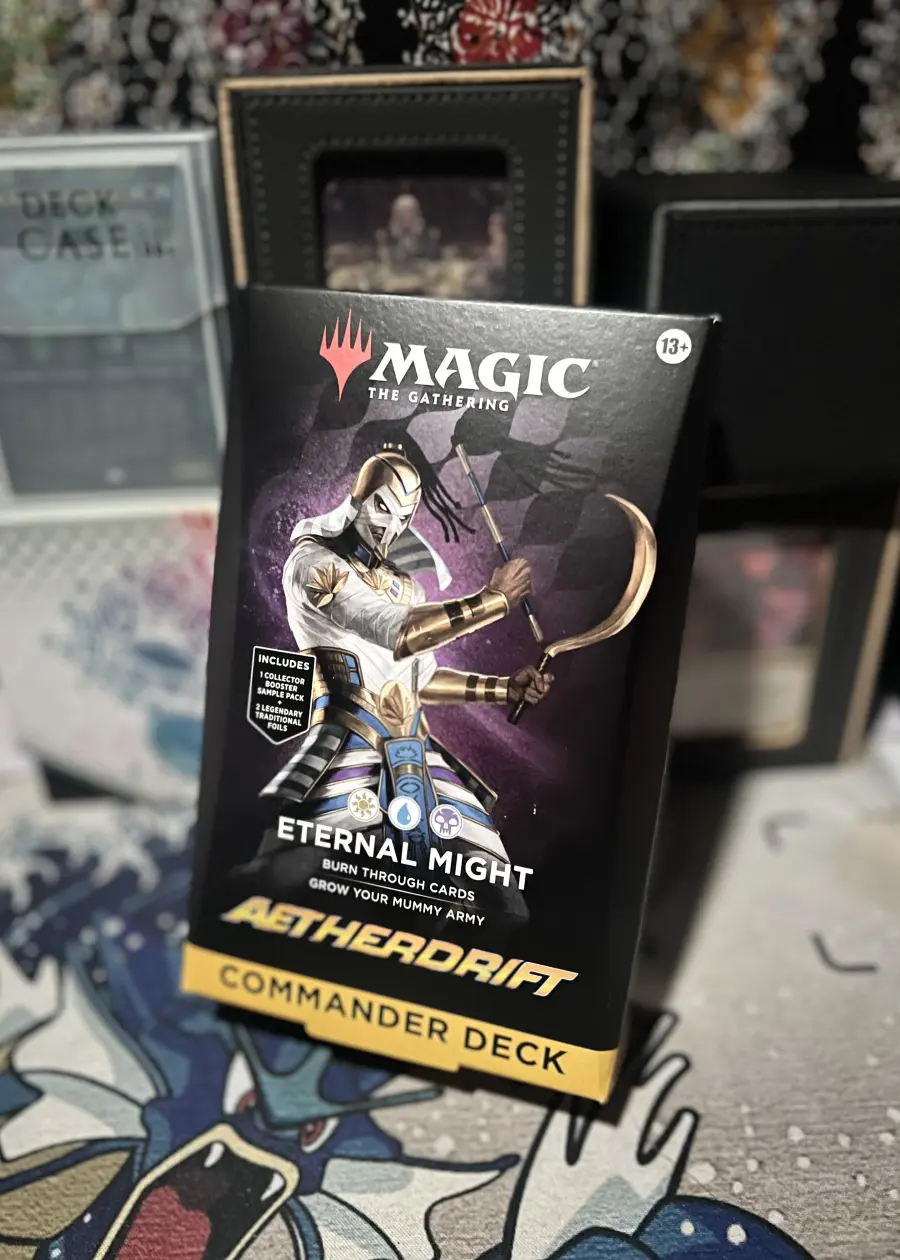 DECK
CASE
MAGIC
THE GATHERING
13+
INCLUDES
1 COLLECTOR
BOOSTER
SAMPLE PACK
+
2 LEGENDARY
TRADITIONAL
FOILS
ETERNAL MIGHT
BURN THROUGH CARDS
GROW YOUR MUMMY ARMY
AETHERDRIFT
COMMANDER DECK